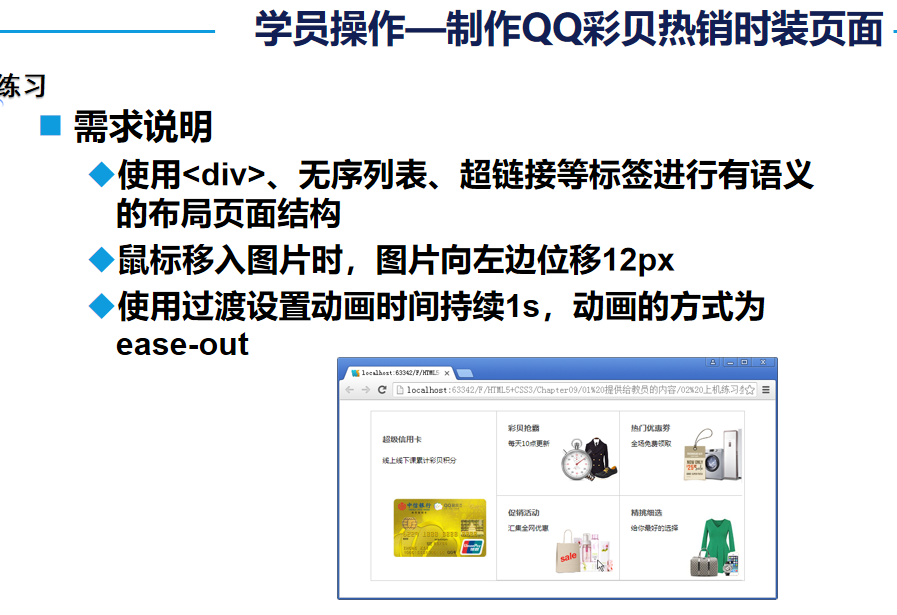 学员操作—制作QQ彩贝热销时装页面
练习
需求说明
使用<div>、无序列表、超链接等标签进行有语义
的布局页面结构
鼠标移入图片时，图片向左边位移12px
使用过渡设置动画时间持续1s，动画的方式为
ease-out
localhost:63342/F/HTML5
localhost:63342/F/HTML5+CSS3/Chapter09/01%20提供给教员的内容/02%20上机练习
超级信用卡
线上线下课累计彩贝积分
彩贝抢霸
每天10点更新
热门优惠券
全场免费领取
促销活动
汇集全网优惠
sale
精挑细选
给你最好的选择
中信银行